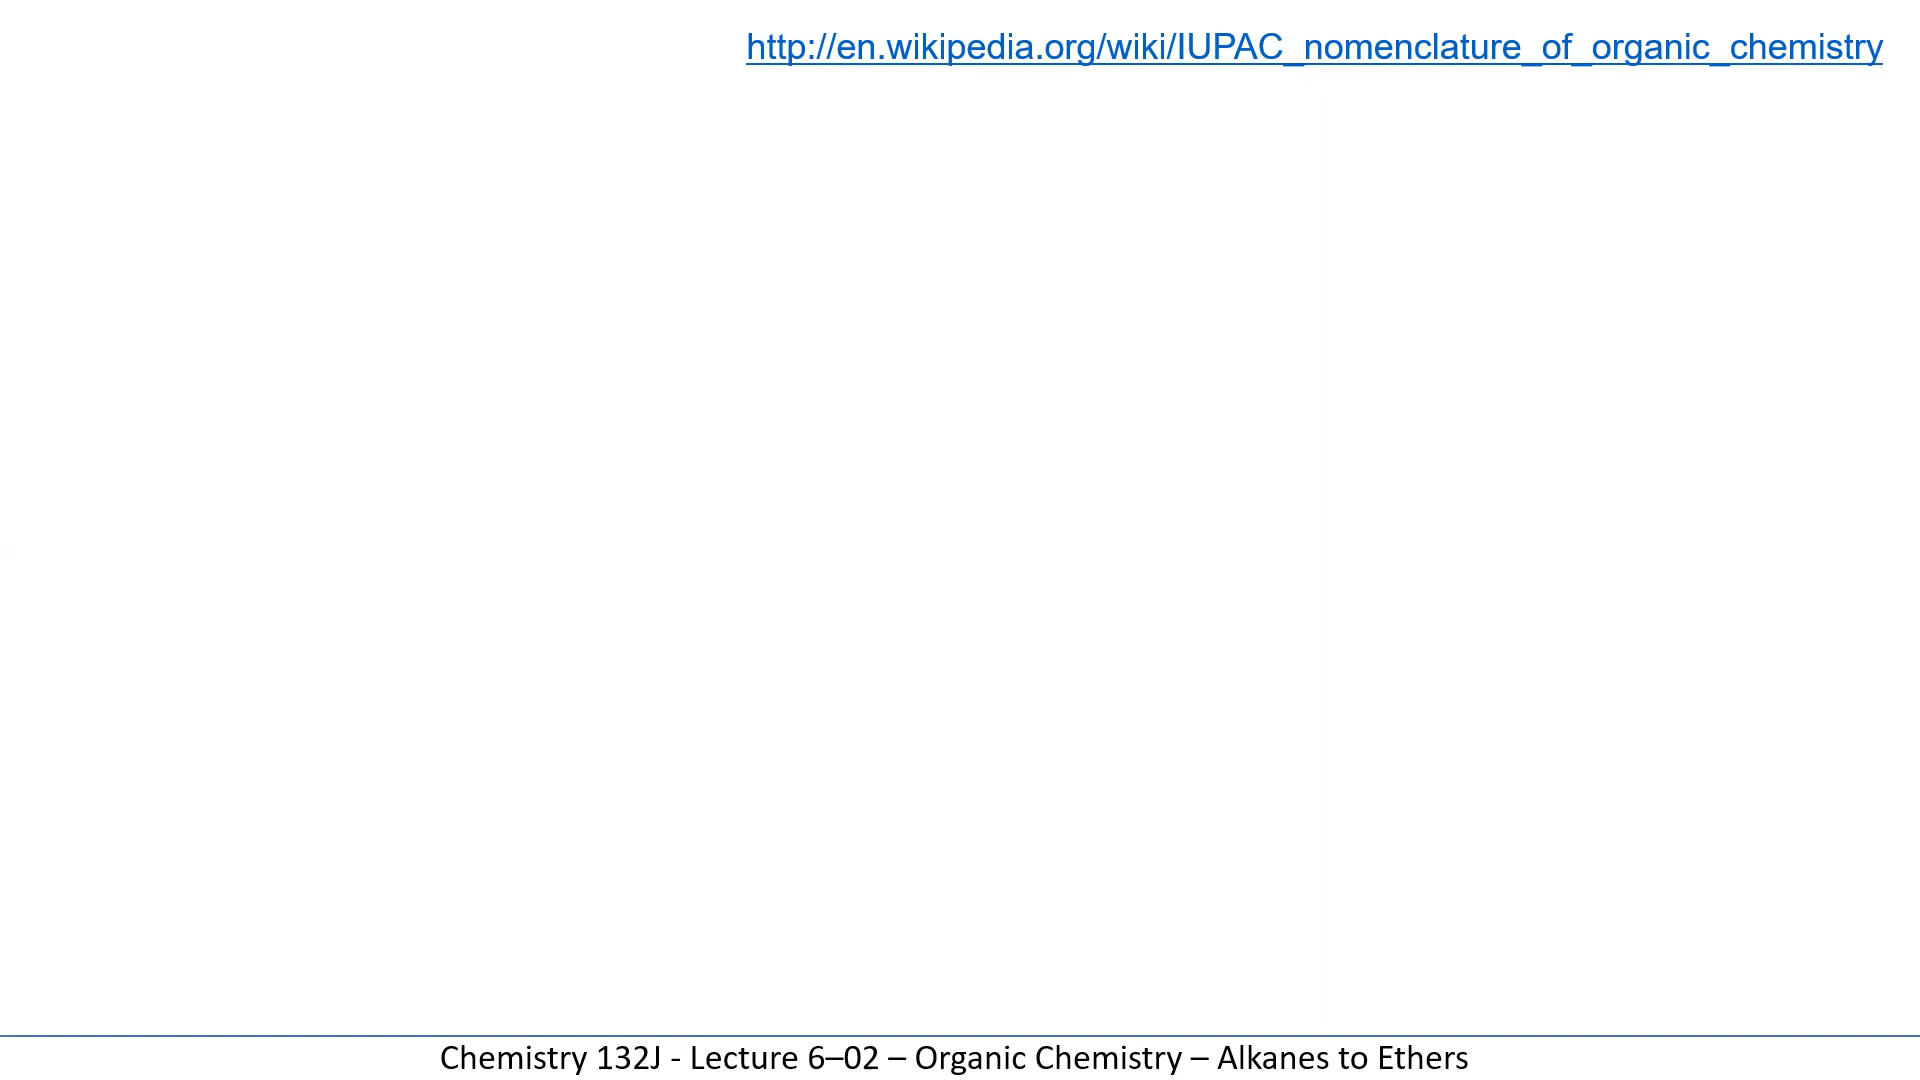 http://en.wikipedia.org/wiki/IUPAC_nomenclature_of_organic_chemistry
Chemistry 132J - Lecture 6–02 – Organic Chemistry – Alkanes to Ethers